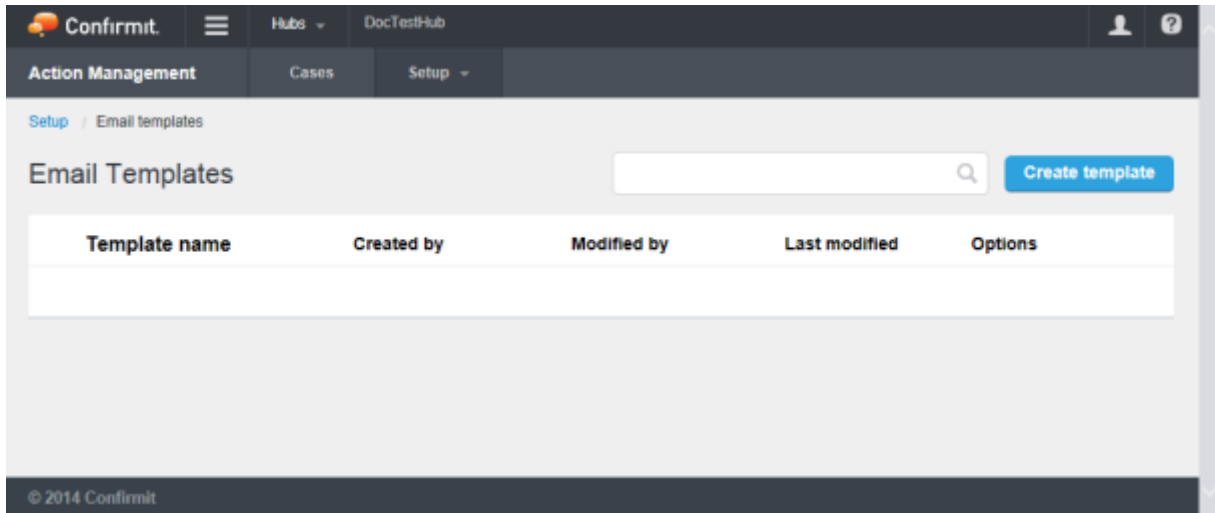 Confirmit. Hubs DocTestHub
Action Management Cases Setup
Setup / Email templates
Email Templates Create template
Template name Created by Modified by Last modified Options
© 2014 Confirmit